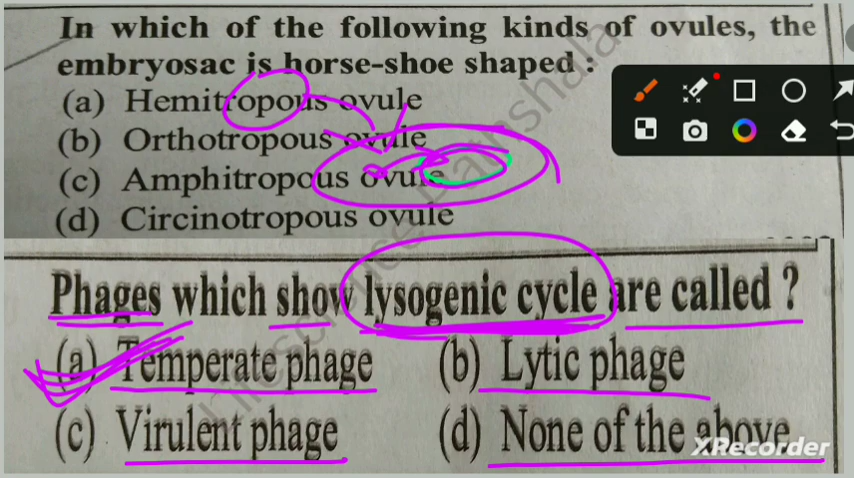 In which of the following kinds of ovules, the
embryosac is horse-shoe shaped :
(a) Hemitropous ovule
(b) Orthotropous ovule
(c) Amphitropous ovule
(d) Circinotropous ovule
Phages which show lysogenic cycle are called ?
(a) Temperate phage (b) Lytic phage
(c) Virulent phage (d) None of the above
XRecorder